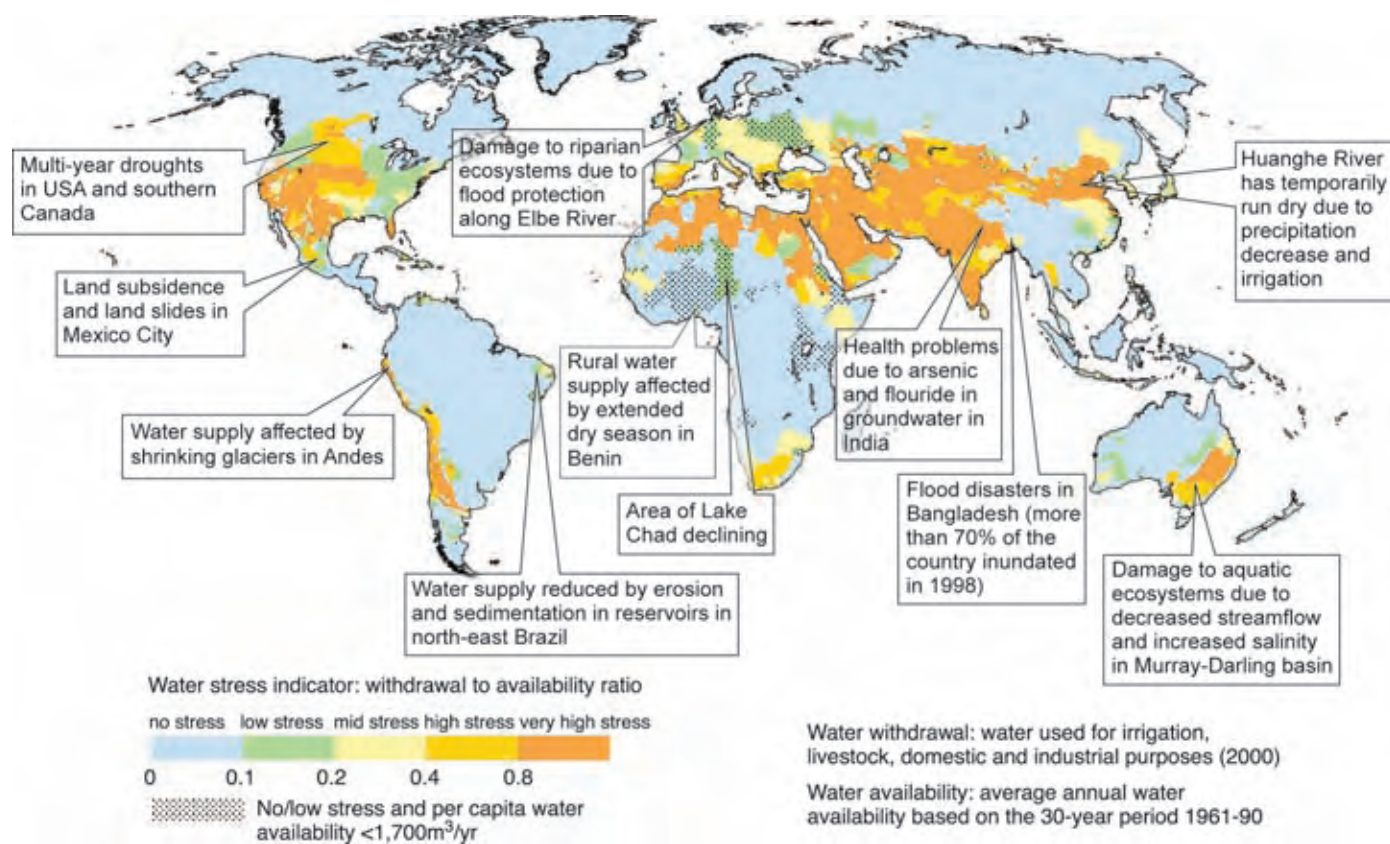 Multi-year droughts
in USA and southern
Canada
Damage to riparian
ecosystems due to
flood protection
along Elbe River
Huanghe River
has temporarily
run dry due to
precipitation
decrease and
irrigation
Land subsidence
and land slides in
Mexico City
Water supply affected by
shrinking glaciers in Andes
Rural water
supply affected
by extended
dry season in
Benin
Health problems
due to arsenic
and flouride in
groundwater in
India
Area of Lake
Chad declining
Flood disasters in
Bangladesh (more
than 70% of the
country inundated
in 1998)
Water supply reduced by erosion
and sedimentation in reservoirs in
north-east Brazil
Damage to aquatic
ecosystems due to
decreased streamflow
and increased salinity
in Murray-Darling basin
Water stress indicator: withdrawal to availability ratio
no stress low stress mid stress high stress very high stress
0 0.1 0.2 0.4 0.8
No/low stress and per capita water
availability <1,700m³/yr
Water withdrawal: water used for irrigation,
livestock, domestic and industrial purposes (2000)
Water availability: average annual water
availability based on the 30-year period 1961-90